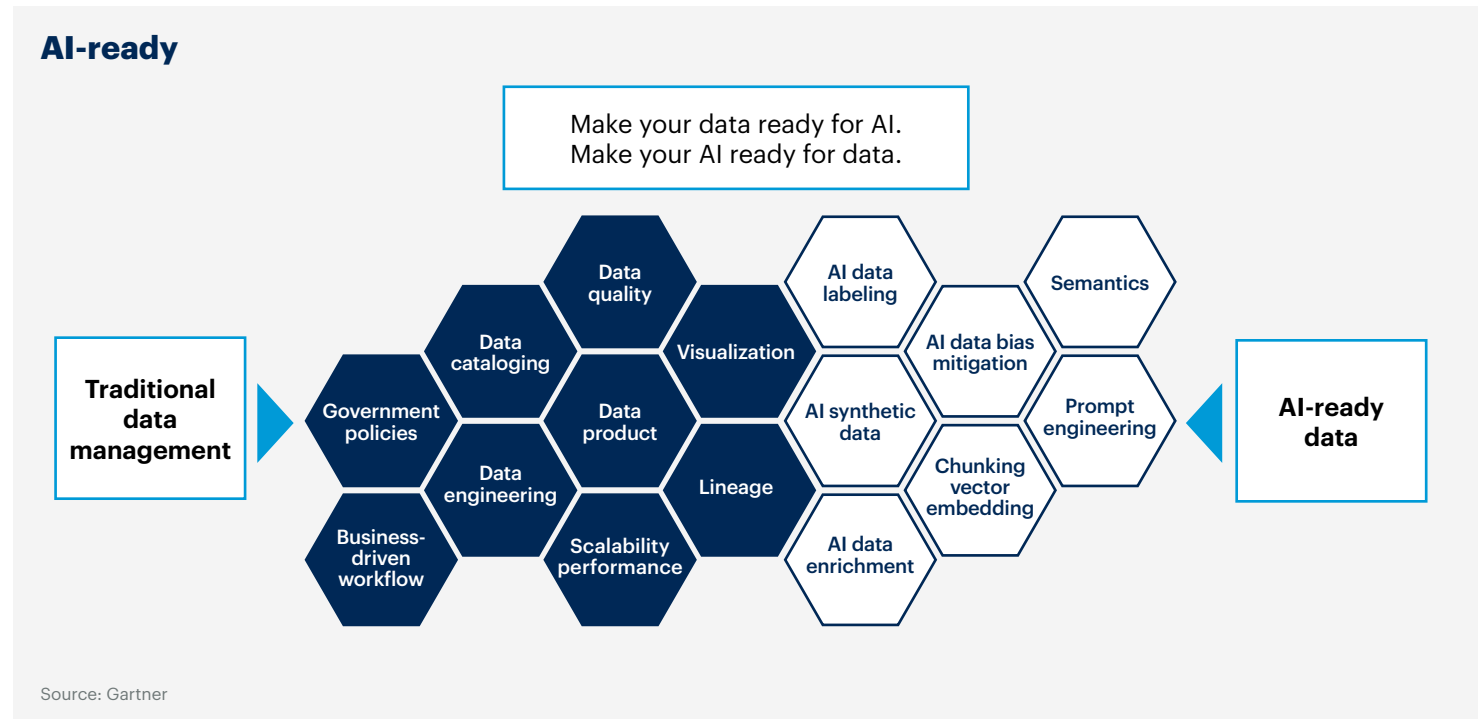 AI-ready
Make your data ready for AI.
Make your AI ready for data.
Traditional
data
management
Government
policies
Business-
driven
workflow
Data
cataloging
Data
engineering
Data
quality
Data
product
Scalability
performance
Visualization
Lineage
AI data
labeling
AI synthetic
data
AI data
enrichment
AI data bias
mitigation
Chunking
vector
embedding
Semantics
Prompt
engineering
AI-ready
data
Source: Gartner